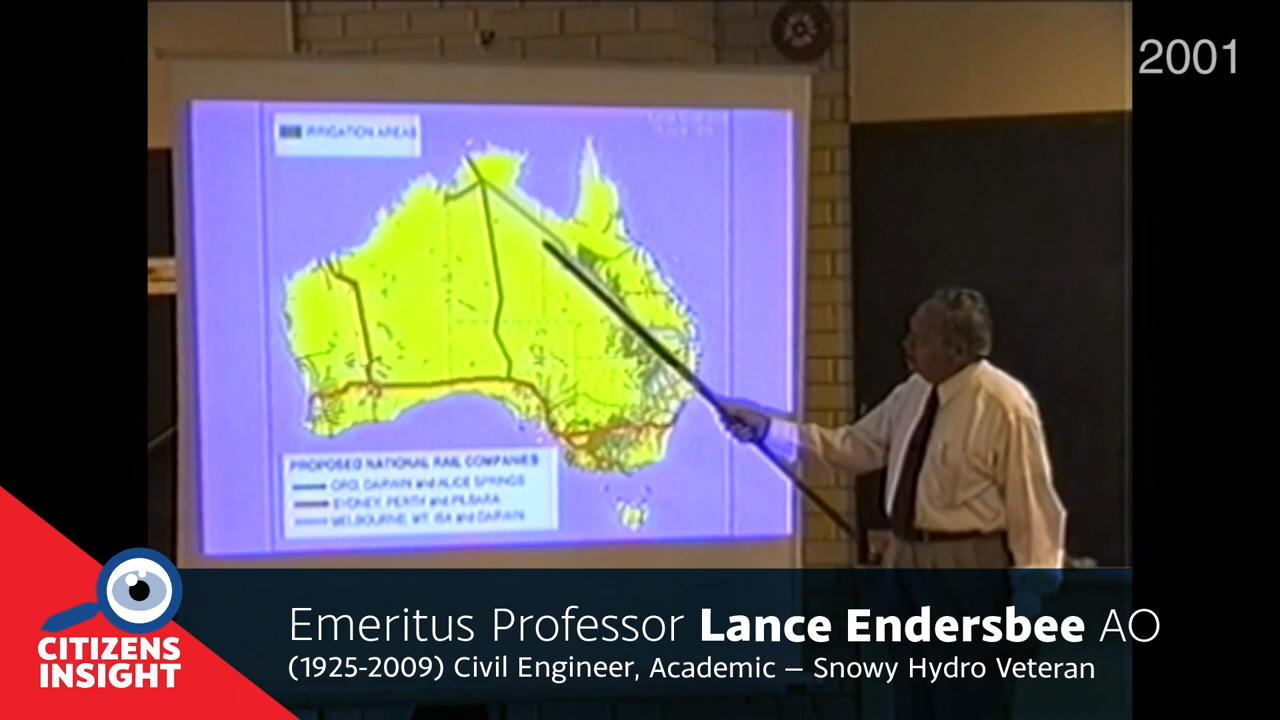 2001
IRRIGATION AREAS
PROPOSED NATIONAL RAIL COMPANIES
ORD, DARWIN and ALICE SPRINGS
SYDNEY, PERTH and PILBARA
MELBOURNE, MT. ISA and DARWIN
CITIZENS
INSIGHT
Emeritus Professor Lance Endersbee AO
(1925-2009) Civil Engineer, Academic – Snowy Hydro Veteran